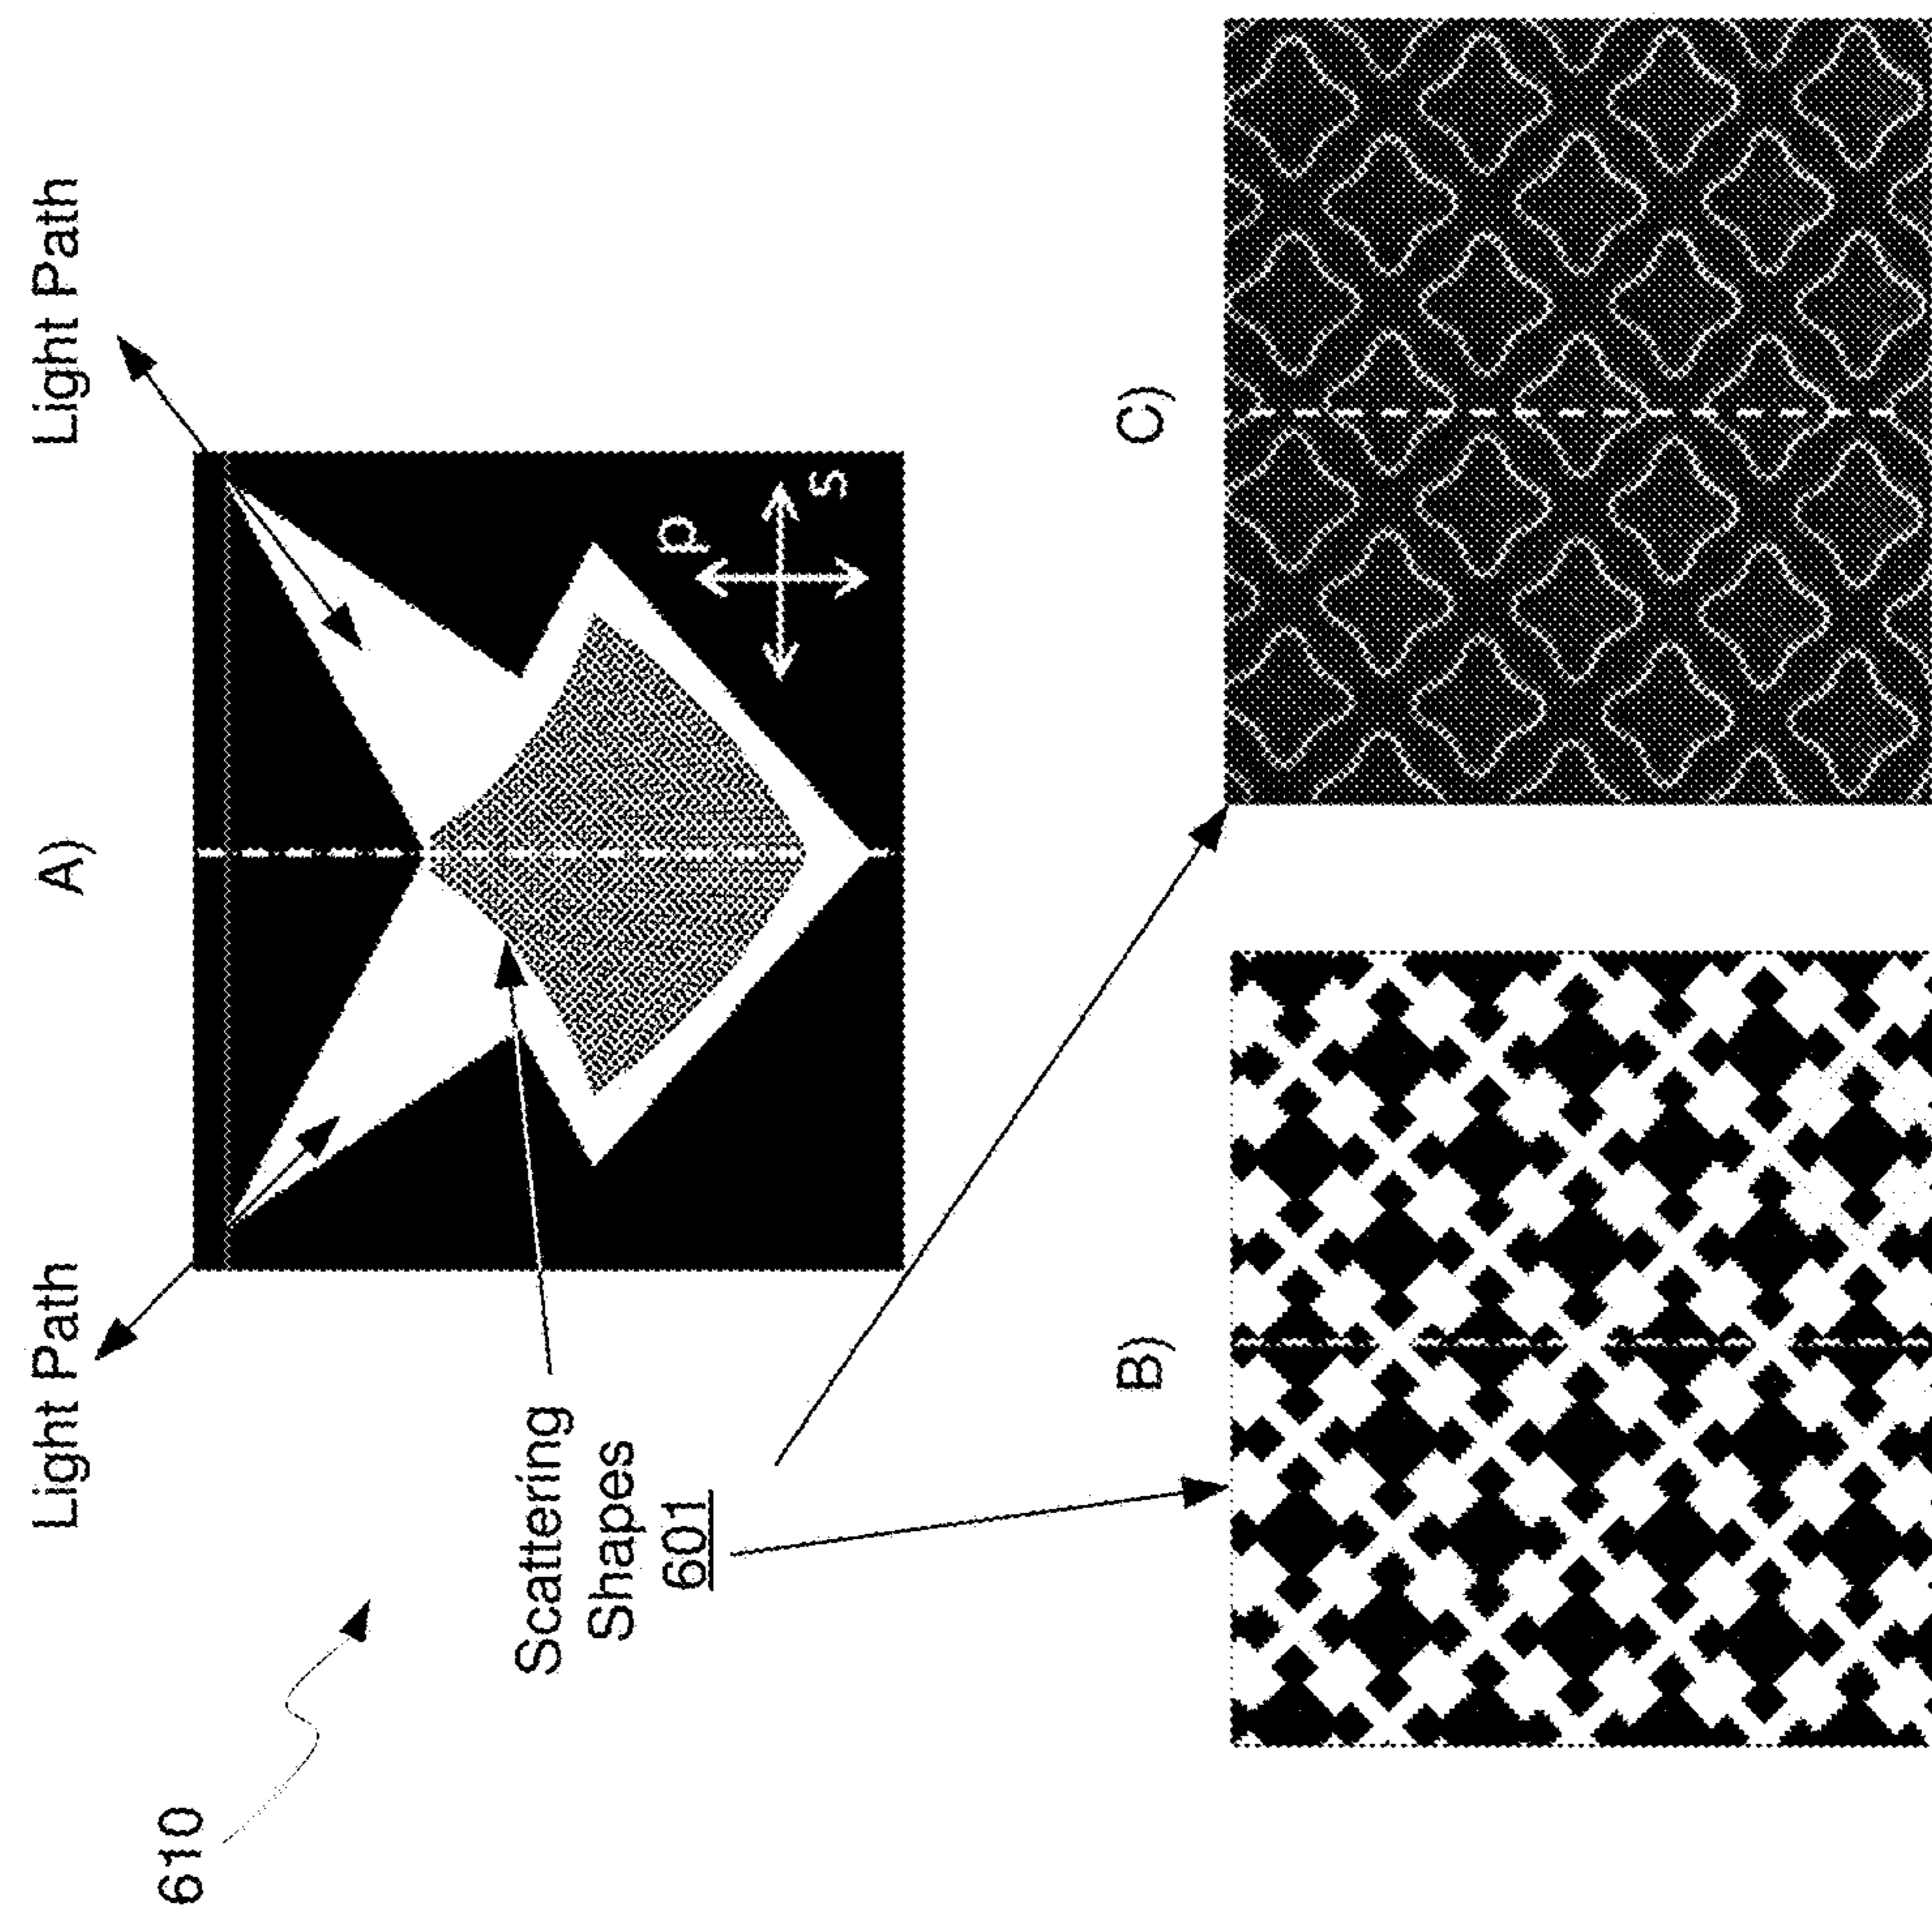 Light Path
A)
Light Path
610
Scattering
Shapes
601
p
s
B)
C)